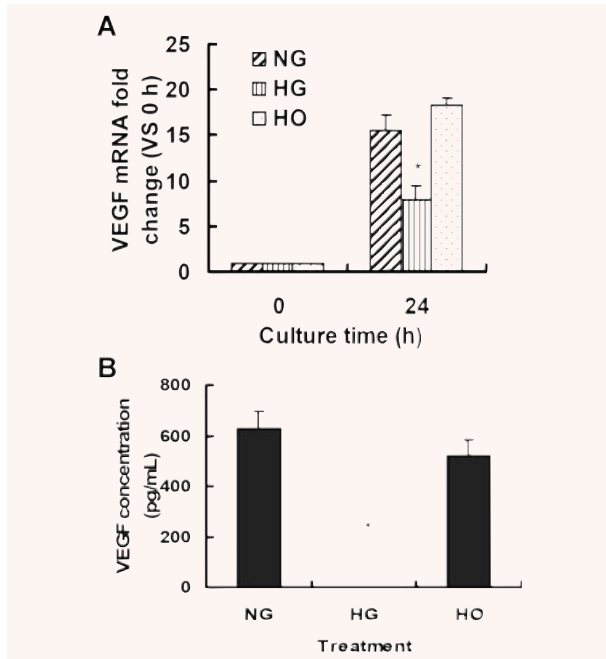 A
25
20
15
10
5
0
VEGF mRNA fold
change (VS 0 h)
NG
HG
HO
*
0 24
Culture time (h)
B
800
600
400
200
0
VEGF concentration
(pg/mL)
*
NG HG HO
Treatment